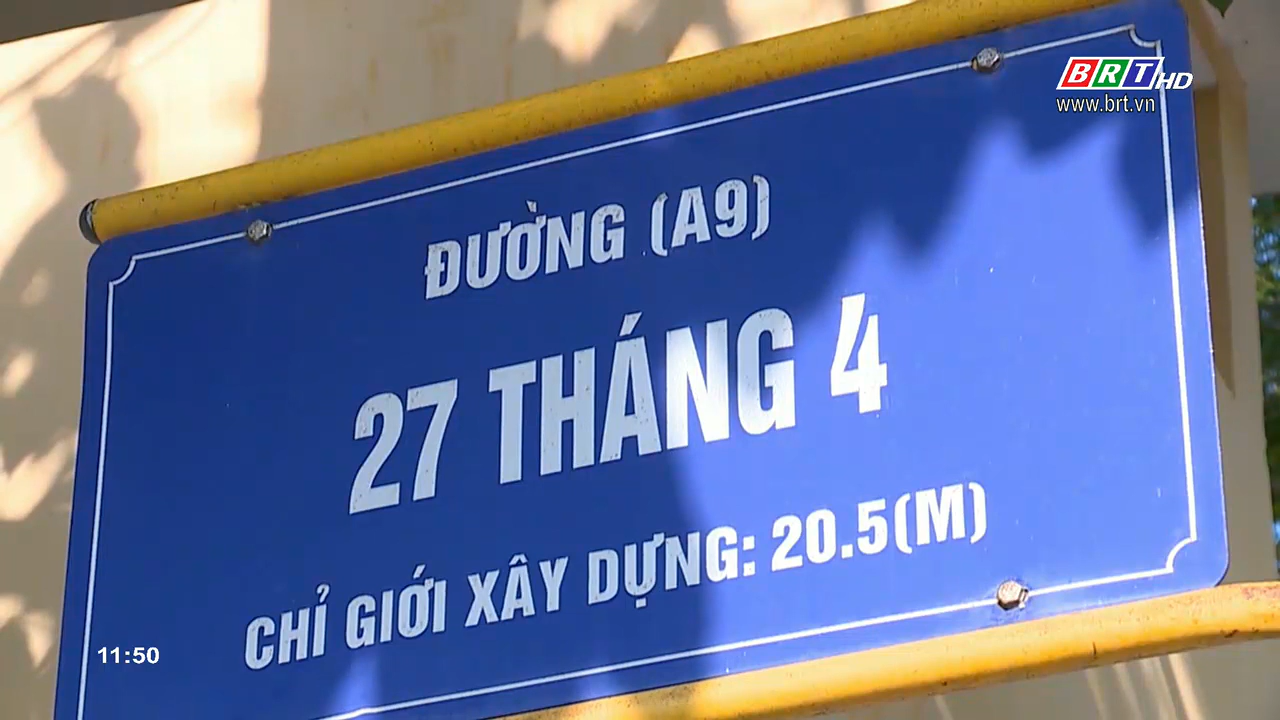 BRT HD
www.brt.vn
ĐƯỜNG (A9)
27 THÁNG 4
CHỈ GIỚI XÂY DỰNG: 20.5(M)
11:50